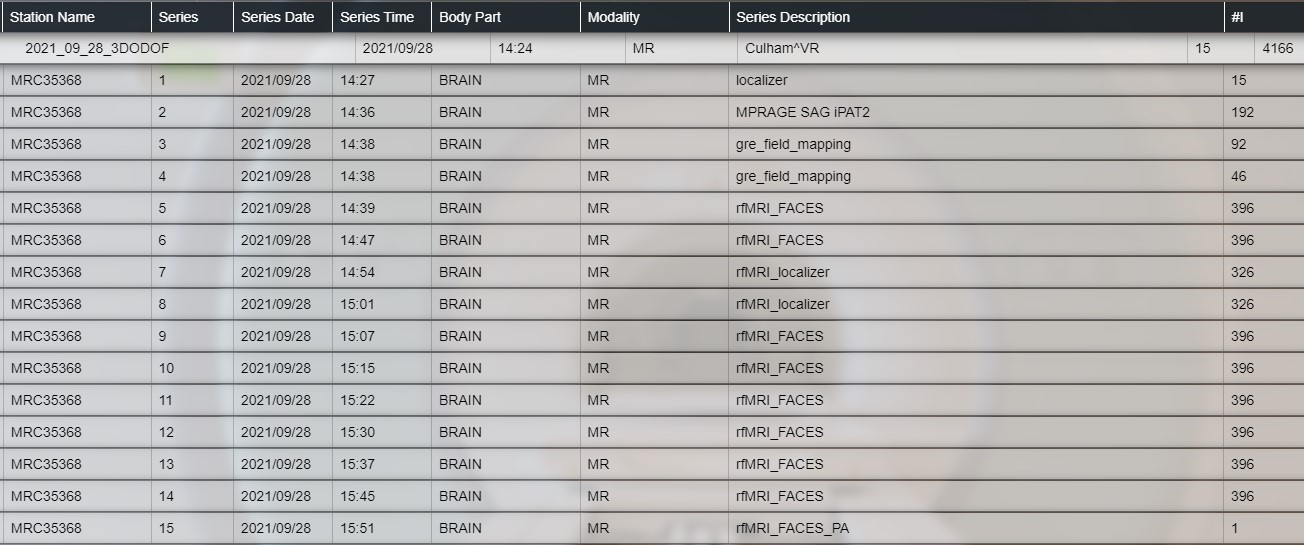 Station Name Series Series Date Series Time Body Part Modality Series Description #I
2021_09_28_3DODOF 2021/09/28 14:24 MR Culham^VR 15 4166
MRC35368 1 2021/09/28 14:27 BRAIN MR localizer 15
MRC35368 2 2021/09/28 14:36 BRAIN MR MPRAGE SAG iPAT2 192
MRC35368 3 2021/09/28 14:38 BRAIN MR gre_field_mapping 92
MRC35368 4 2021/09/28 14:38 BRAIN MR gre_field_mapping 46
MRC35368 5 2021/09/28 14:39 BRAIN MR rfMRI_FACES 396
MRC35368 6 2021/09/28 14:47 BRAIN MR rfMRI_FACES 396
MRC35368 7 2021/09/28 14:54 BRAIN MR rfMRI_localizer 326
MRC35368 8 2021/09/28 15:01 BRAIN MR rfMRI_localizer 326
MRC35368 9 2021/09/28 15:07 BRAIN MR rfMRI_FACES 396
MRC35368 10 2021/09/28 15:15 BRAIN MR rfMRI_FACES 396
MRC35368 11 2021/09/28 15:22 BRAIN MR rfMRI_FACES 396
MRC35368 12 2021/09/28 15:30 BRAIN MR rfMRI_FACES 396
MRC35368 13 2021/09/28 15:37 BRAIN MR rfMRI_FACES 396
MRC35368 14 2021/09/28 15:45 BRAIN MR rfMRI_FACES 396
MRC35368 15 2021/09/28 15:51 BRAIN MR rfMRI_FACES_PA 1